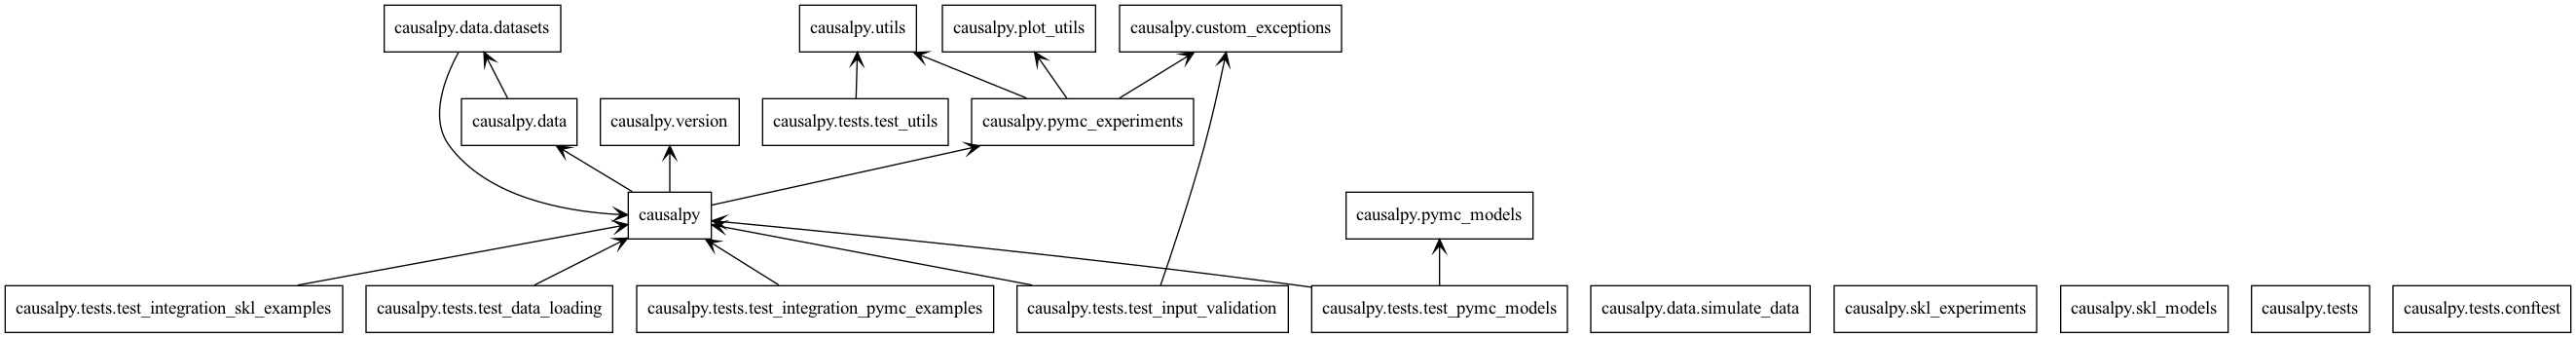 causalpy.data.datasets
causalpy.utils
causalpy.plot_utils
causalpy.custom_exceptions
causalpy.data
causalpy.version
causalpy.tests.test_utils
causalpy.pymc_experiments
causalpy
causalpy.pymc_models
causalpy.tests.test_integration_skl_examples
causalpy.tests.test_data_loading
causalpy.tests.test_integration_pymc_examples
causalpy.tests.test_input_validation
causalpy.tests.test_pymc_models
causalpy.data.simulate_data
causalpy.skl_experiments
causalpy.skl_models
causalpy.tests
causalpy.tests.conftest